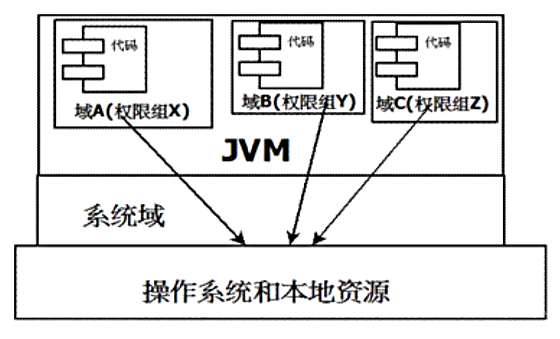 代码
代码
代码
域A(权限组X)
域B(权限组Y)
域C(权限组Z)
JVM
系统域
操作系统和本地资源